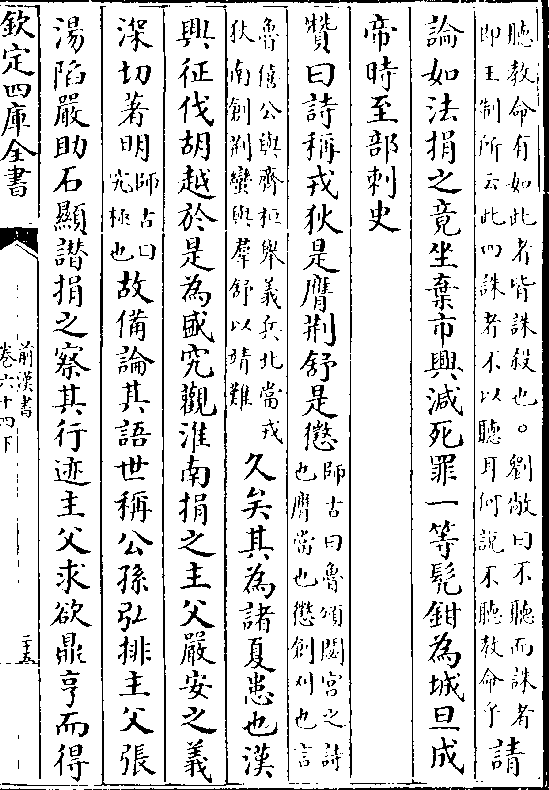 聴教命有如此者皆誅殺也。劉敞曰不聽而誅者
即王制所云此四誅者不以聽耳何説不聽教命乎
請
論如法捐之竟坐棄市興減死罪一等髠鉗為城旦成
帝時至部刺史
贊曰詩稱戎狄是膺荆舒是懲
師古曰魯頌閟宫之詩
也膺當也懲創刈也言
魯僖公與齊桓舉義兵北當戎
狄南創荆蠻與羣舒以靖難
久矣其為諸夏患也漢
興征伐胡越於是為盛究觀淮南捐之主父嚴安之義
深切著明
師古曰
究極也
故備論其語世稱公孫弘排主父張
湯陷嚴助石顯譖捐之察其行迹主父求欲鼎亨而得
欽定四庫全書
前漢書
卷六十四下
二十五